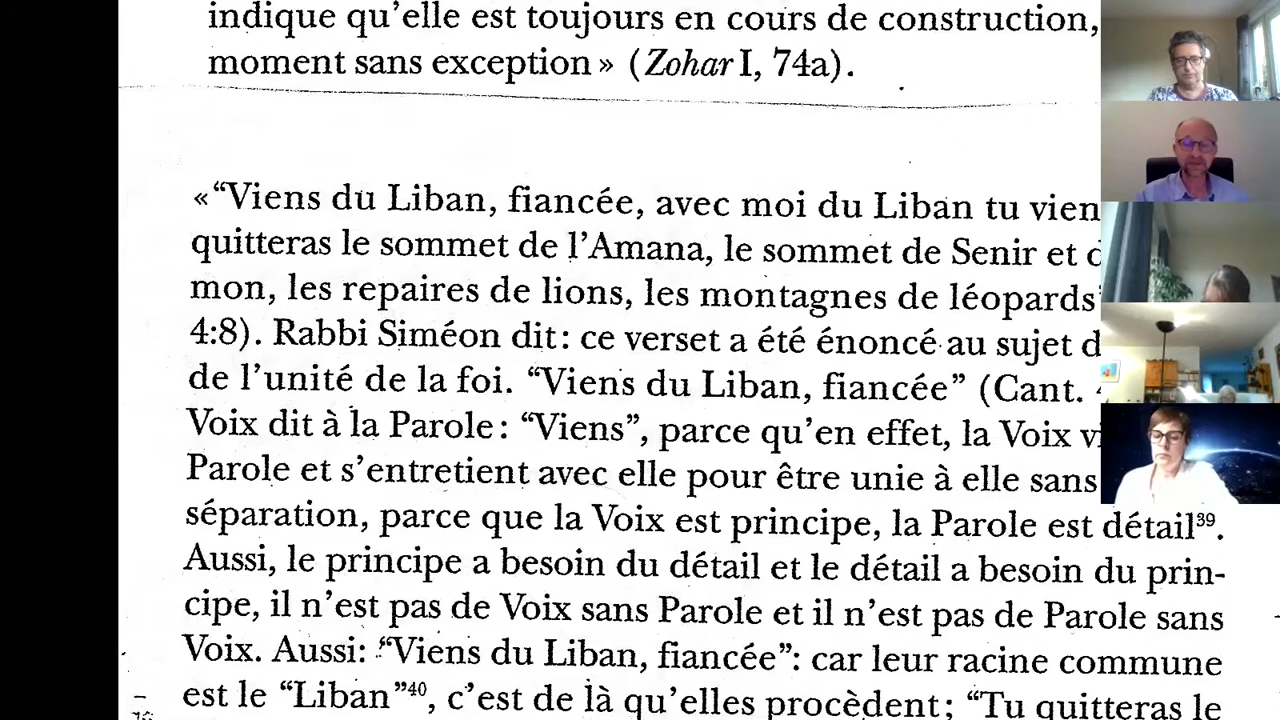 indique qu’elle est toujours en cours de construction,
moment sans exception » (Zohar I, 74a).
«“Viens du Liban, fiancée, avec moi du Liban tu vien
quitteras le sommet de l’Amana, le sommet de Senir et
mon, les repaires de lions, les montagnes de léopards’
4:8). Rabbi Siméon dit: ce verset a été énoncé au sujet d
de l’unité de la foi. “Viens du Liban, fiancée” (Cant.
Voix dit à la Parole: “Viens”, parce qu’en effet, la Voix vi
Parole et s’entretient avec elle pour être unie à elle sans
séparation, parce que la Voix est principe, la Parole est détail³⁹.
Aussi, le principe a besoin du détail et le détail a besoin du prin-
cipe, il n’est pas de Voix sans Parole et il n’est pas de Parole sans
Voix. Aussi: “Viens du Liban, fiancée”: car leur racine commune
est le “Liban”⁴⁰, c’est de là qu’elles procèdent; “Tu quitteras le